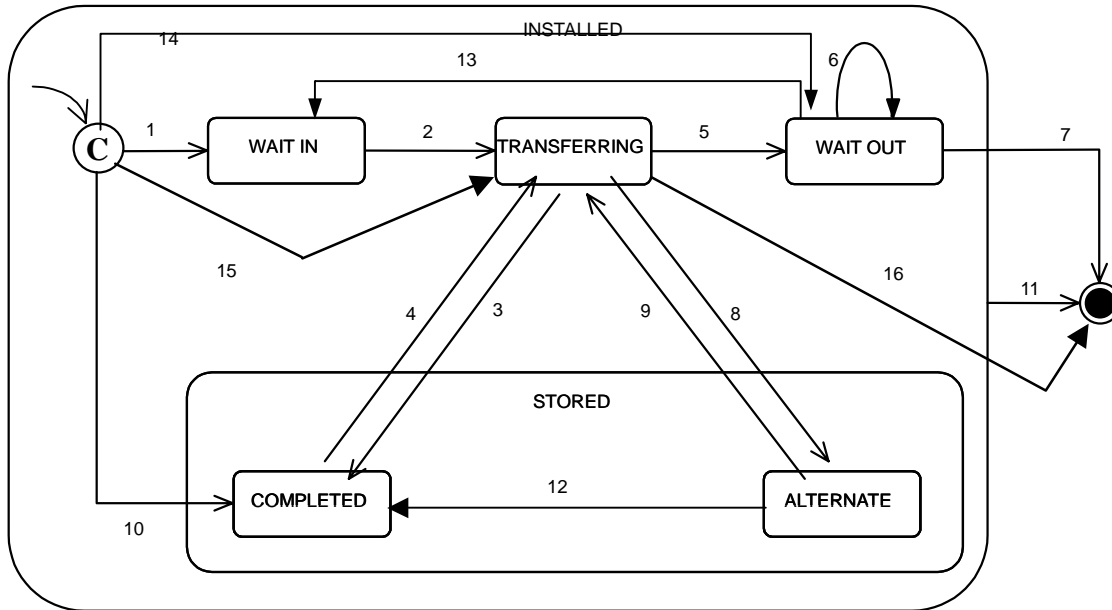 INSTALLED
14
13
6
1
2
5
7
C
WAIT IN
TRANSFERRING
WAIT OUT
15
16
11
4
3
9
8
STORED
12
COMPLETED
ALTERNATE
10